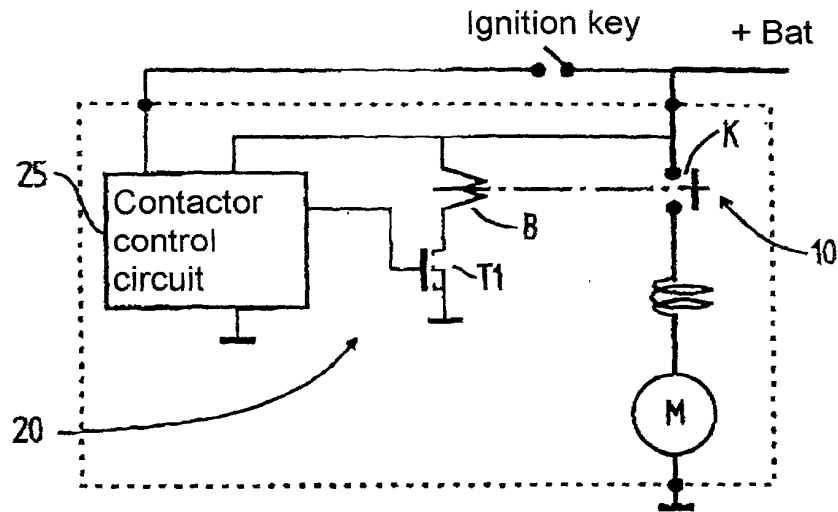 Ignition key
+ Bat
K
25
Contactor
control
circuit
B
10
T1
20
M